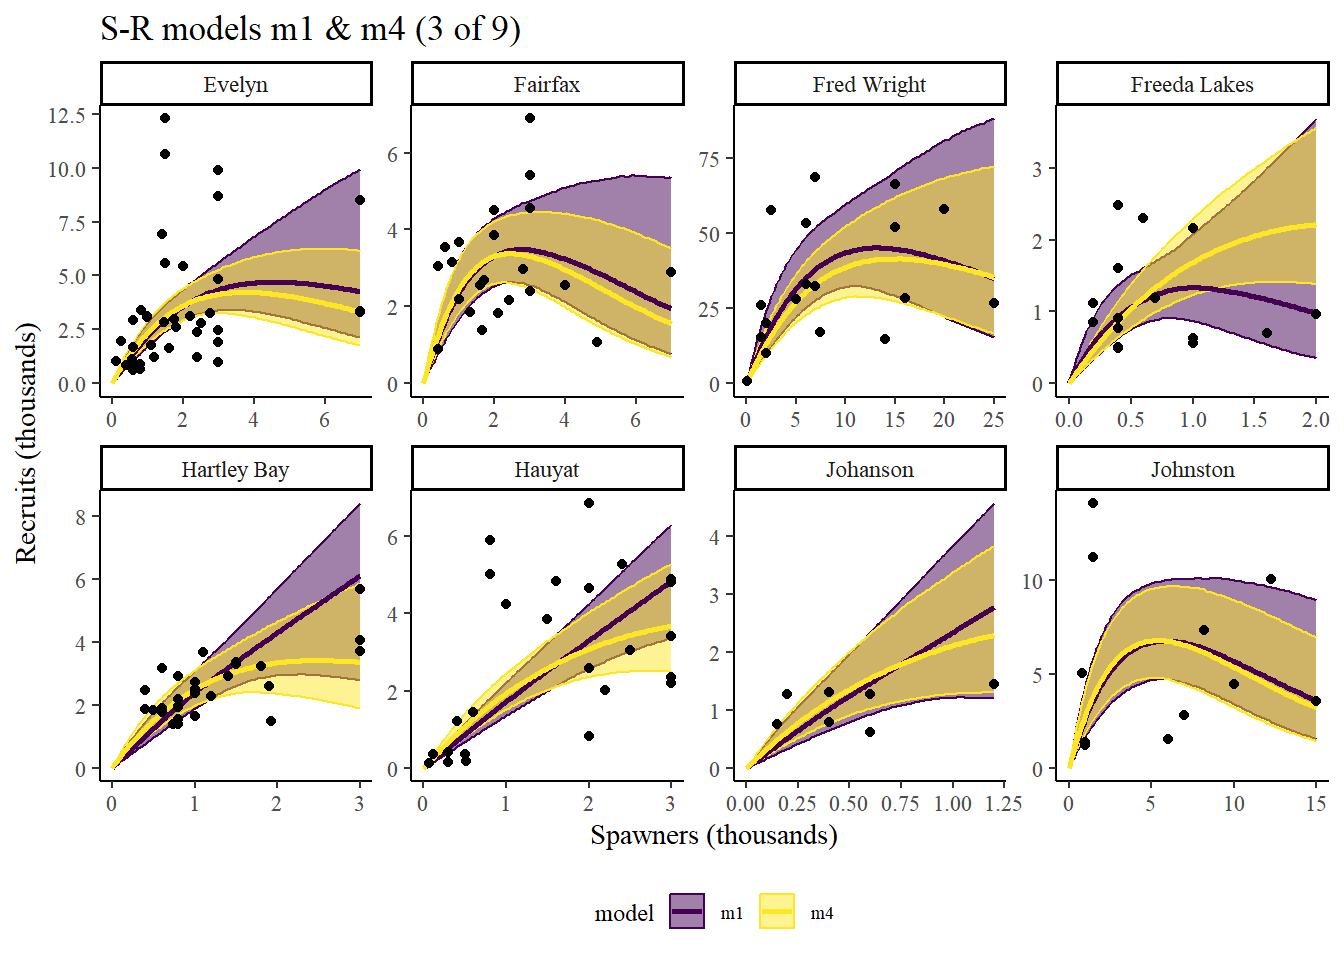 S-R models m1 & m4 (3 of 9)
Evelyn Fairfax Fred Wright Freeda Lakes
12.5
10.0
7.5
5.0
2.5
0.0
0 2 4 6
6
4
2
0
0 2 4 6
75
50
25
0
0 5 10 15 20 25
3
2
1
0
0.0 0.5 1.0 1.5 2.0
Recruits (thousands)
Hartley Bay Hauyat Johanson Johnston
8
6
4
2
0
0 1 2 3
6
4
2
0
0 1 2 3
4
3
2
1
0
0.00 0.25 0.50 0.75 1.00 1.25
10
5
0
0 5 10 15
Spawners (thousands)
model m1 m4